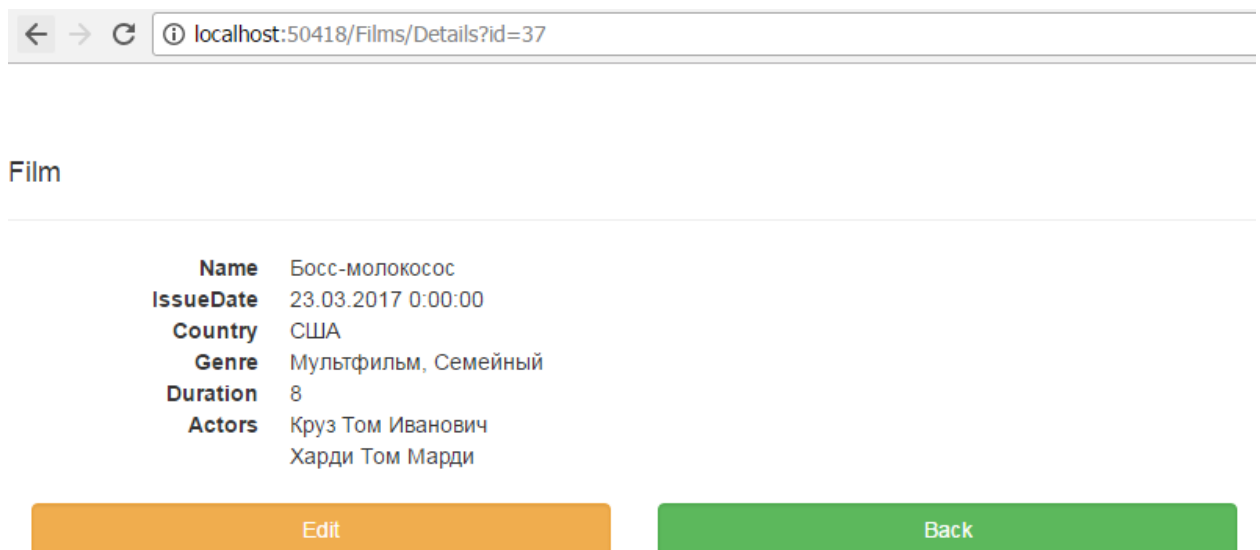 localhost:50418/Films/Details?id=37
Film
Name Босс-молокосос
IssueDate 23.03.2017 0:00:00
Country США
Genre Мультфильм, Семейный
Duration 8
Actors Круз Том Иванович
Харди Том Марди
Edit Back